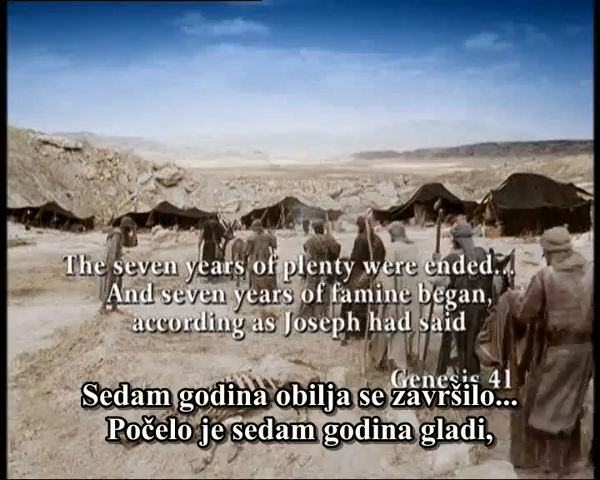 The seven years of plenty were ended...
And seven years of famine began,
according as Joseph had said
Genesis 41
Sedam godina obilja se završilo...
Počelo je sedam godina gladi,